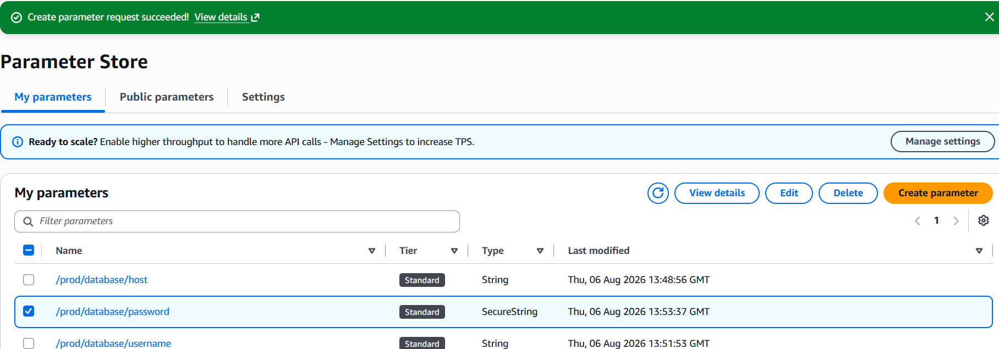 Create parameter request succeeded! View details
Parameter Store
My parameters Public parameters Settings
Ready to scale? Enable higher throughput to handle more API calls - Manage Settings to increase TPS. Manage settings
My parameters View details Edit Delete Create parameter
Filter parameters 1
Name Tier Type Last modified
/prod/database/host Standard String Thu, 06 Aug 2026 13:48:56 GMT
/prod/database/password Standard SecureString Thu, 06 Aug 2026 13:53:37 GMT
/prod/database/username Standard String Thu, 06 Aug 2026 13:51:53 GMT